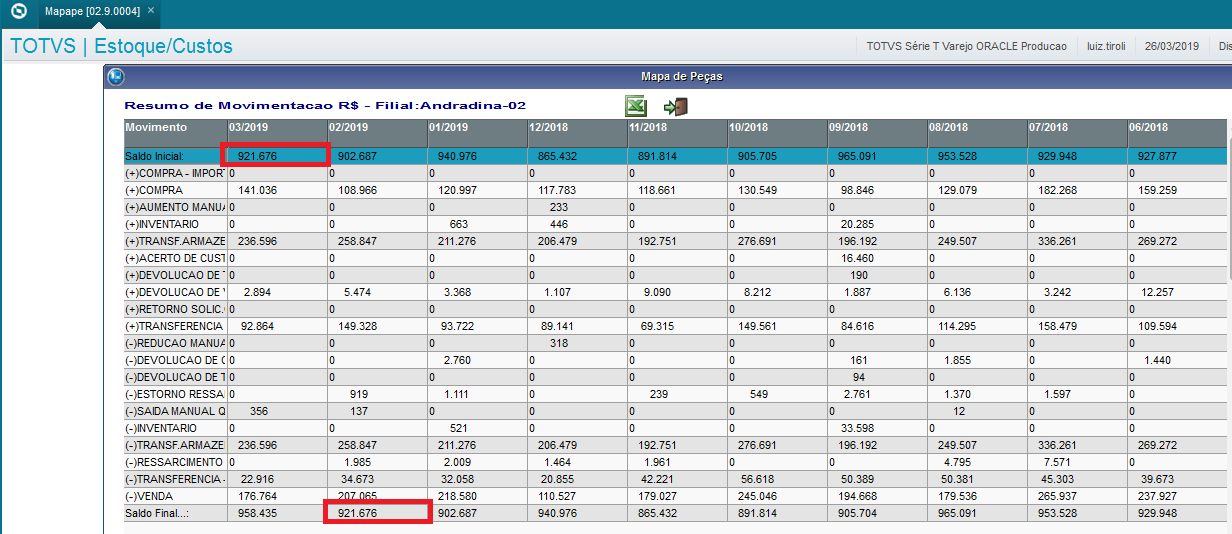 Mapape [02.9.0004] ×
TOTVS | Estoque/Custos TOTVS Série T Varejo ORACLE Producao luiz.tiroli 26/03/2019 Dis
Mapa de Peças
Resumo de Movimentacao R$ - Filial:Andradina-02
Movimento 03/2019 02/2019 01/2019 12/2018 11/2018 10/2018 09/2018 08/2018 07/2018 06/2018
Saldo Inicial: 921.676 902.687 940.976 865.432 891.814 905.705 965.091 953.528 929.948 927.877
(+)COMPRA - IMPORT 0 0 0 0 0 0 0 0 0 0
(+)COMPRA 141.036 108.966 120.997 117.783 118.661 130.549 98.846 129.079 182.268 159.259
(+)AUMENTO MANUA 0 0 0 233 0 0 0 0 0 0
(+)INVENTARIO 0 0 663 446 0 0 20.285 0 0 0
(+)TRANSF.ARMAZE 236.596 258.847 211.276 206.479 192.751 276.691 196.192 249.507 336.261 269.272
(+)ACERTO DE CUST 0 0 0 0 0 0 16.460 0 0 0
(+)DEVOLUCAO DE T 0 0 0 0 0 0 190 0 0 0
(+)DEVOLUCAO DE V 2.894 5.474 3.368 1.107 9.090 8.212 1.887 6.136 3.242 12.257
(+)RETORNO SOLIC.C 0 0 0 0 0 0 0 0 0 0
(+)TRANSFERENCIA 92.864 149.328 93.722 89.141 69.315 149.561 84.616 114.295 158.479 109.594
(-)REDUCAO MANUA 0 0 0 318 0 0 0 0 0 0
(-)DEVOLUCAO DE C 0 0 2.760 0 0 0 161 1.855 0 1.440
(-)DEVOLUCAO DE T 0 0 0 0 0 0 94 0 0 0
(-)ESTORNO RESSAR 0 919 1.111 0 239 549 2.761 1.370 1.597 0
(-)SAIDA MANUAL Q 356 137 0 0 0 0 0 12 0 0
(-)INVENTARIO 0 0 521 0 0 0 33.598 0 0 0
(-)TRANSF.ARMAZE 236.596 258.847 211.276 206.479 192.751 276.691 196.192 249.507 336.261 269.272
(-)RESSARCIMENTO 0 1.985 2.009 1.464 1.961 0 0 4.795 7.571 0
(-)TRANSFERENCIA - 22.916 34.673 32.058 20.855 42.221 56.618 50.389 50.381 45.303 39.673
(-)VENDA 176.764 207.065 218.580 110.527 179.027 245.046 194.668 179.536 265.937 237.927
Saldo Final...: 958.435 921.676 902.687 940.976 865.432 891.814 905.704 965.091 953.528 929.948